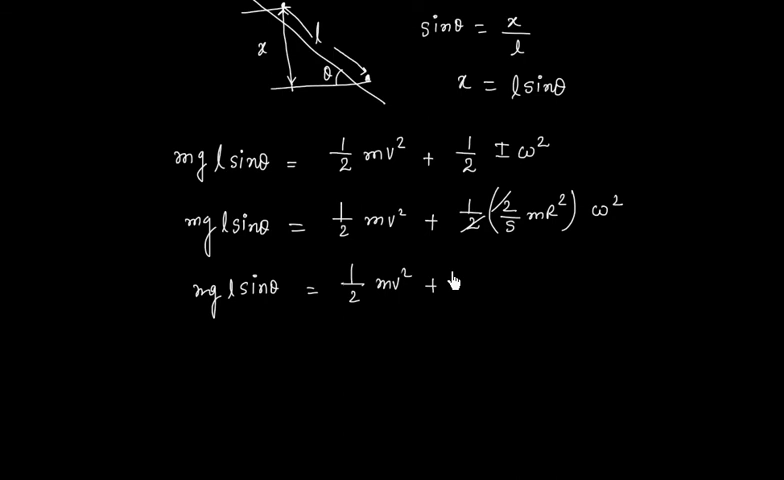 sinθ = x/l
x l θ
x = l sinθ
mg l sinθ = 1/2 mv² + 1/2 I ω²
mg l sinθ = 1/2 mv² + 1/2 (2/5 mR²) ω²
mg l sinθ = 1/2 mv² +